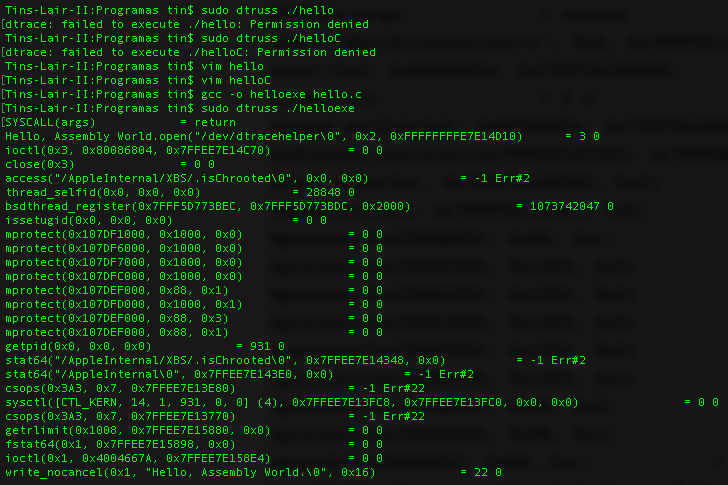 Tins-Lair-II:Programas tin$ sudo dtruss ./hello
[dtrace: failed to execute ./hello: Permission denied
Tins-Lair-II:Programas tin$ sudo dtruss ./helloC
[dtrace: failed to execute ./helloC: Permission denied
Tins-Lair-II:Programas tin$ vim hello
[Tins-Lair-II:Programas tin$ vim helloC
[Tins-Lair-II:Programas tin$ gcc -o helloexe hello.c
[Tins-Lair-II:Programas tin$ sudo dtruss ./helloexe
[SYSCALL(args) = return
Hello, Assembly World.open("/dev/dtracehelper\0", 0x2, 0xFFFFFFFFE7E14D10) = 3 0
ioctl(0x3, 0x80086804, 0x7FFEE7E14C70) = 0 0
close(0x3) = 0 0
access("/AppleInternal/XBS/.isChrooted\0", 0x0, 0x0) = -1 Err#2
thread_selfid(0x0, 0x0, 0x0) = 28848 0
bsdthread_register(0x7FFF5D773BEC, 0x7FFF5D773BDC, 0x2000) = 1073742047 0
issetugid(0x0, 0x0, 0x0) = 0 0
mprotect(0x107DF1000, 0x1000, 0x0) = 0 0
mprotect(0x107DF6000, 0x1000, 0x0) = 0 0
mprotect(0x107DF7000, 0x1000, 0x0) = 0 0
mprotect(0x107DFC000, 0x1000, 0x0) = 0 0
mprotect(0x107DEF000, 0x88, 0x1) = 0 0
mprotect(0x107DFD000, 0x1000, 0x1) = 0 0
mprotect(0x107DEF000, 0x88, 0x3) = 0 0
mprotect(0x107DEF000, 0x88, 0x1) = 0 0
getpid(0x0, 0x0, 0x0) = 931 0
stat64("/AppleInternal/XBS/.isChrooted\0", 0x7FFEE7E14348, 0x0) = -1 Err#2
stat64("/AppleInternal\0", 0x7FFEE7E143E0, 0x0) = -1 Err#2
csops(0x3A3, 0x7, 0x7FFEE7E13E80) = -1 Err#22
sysctl([CTL_KERN, 14, 1, 931, 0, 0] (4), 0x7FFEE7E13FC8, 0x7FFEE7E13FC0, 0x0, 0x0) = 0 0
csops(0x3A3, 0x7, 0x7FFEE7E13770) = -1 Err#22
getrlimit(0x1008, 0x7FFEE7E15880, 0x0) = 0 0
fstat64(0x1, 0x7FFEE7E15898, 0x0) = 0 0
ioctl(0x1, 0x4004667A, 0x7FFEE7E158E4) = 0 0
write_nocancel(0x1, "Hello, Assembly World.\0", 0x16) = 22 0